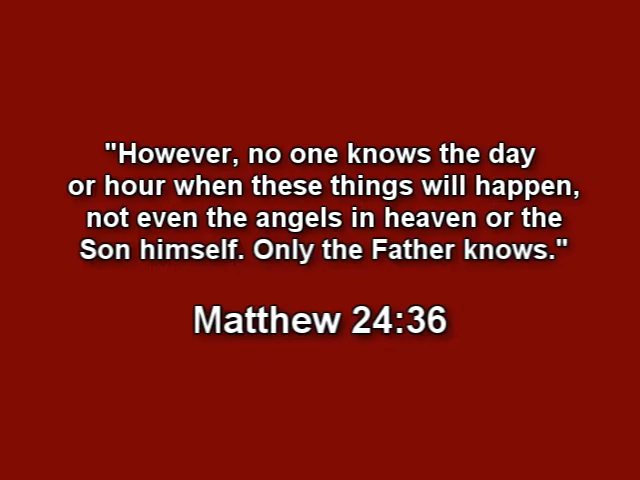 "However, no one knows the day
or hour when these things will happen,
not even the angels in heaven or the
Son himself. Only the Father knows."
Matthew 24:36